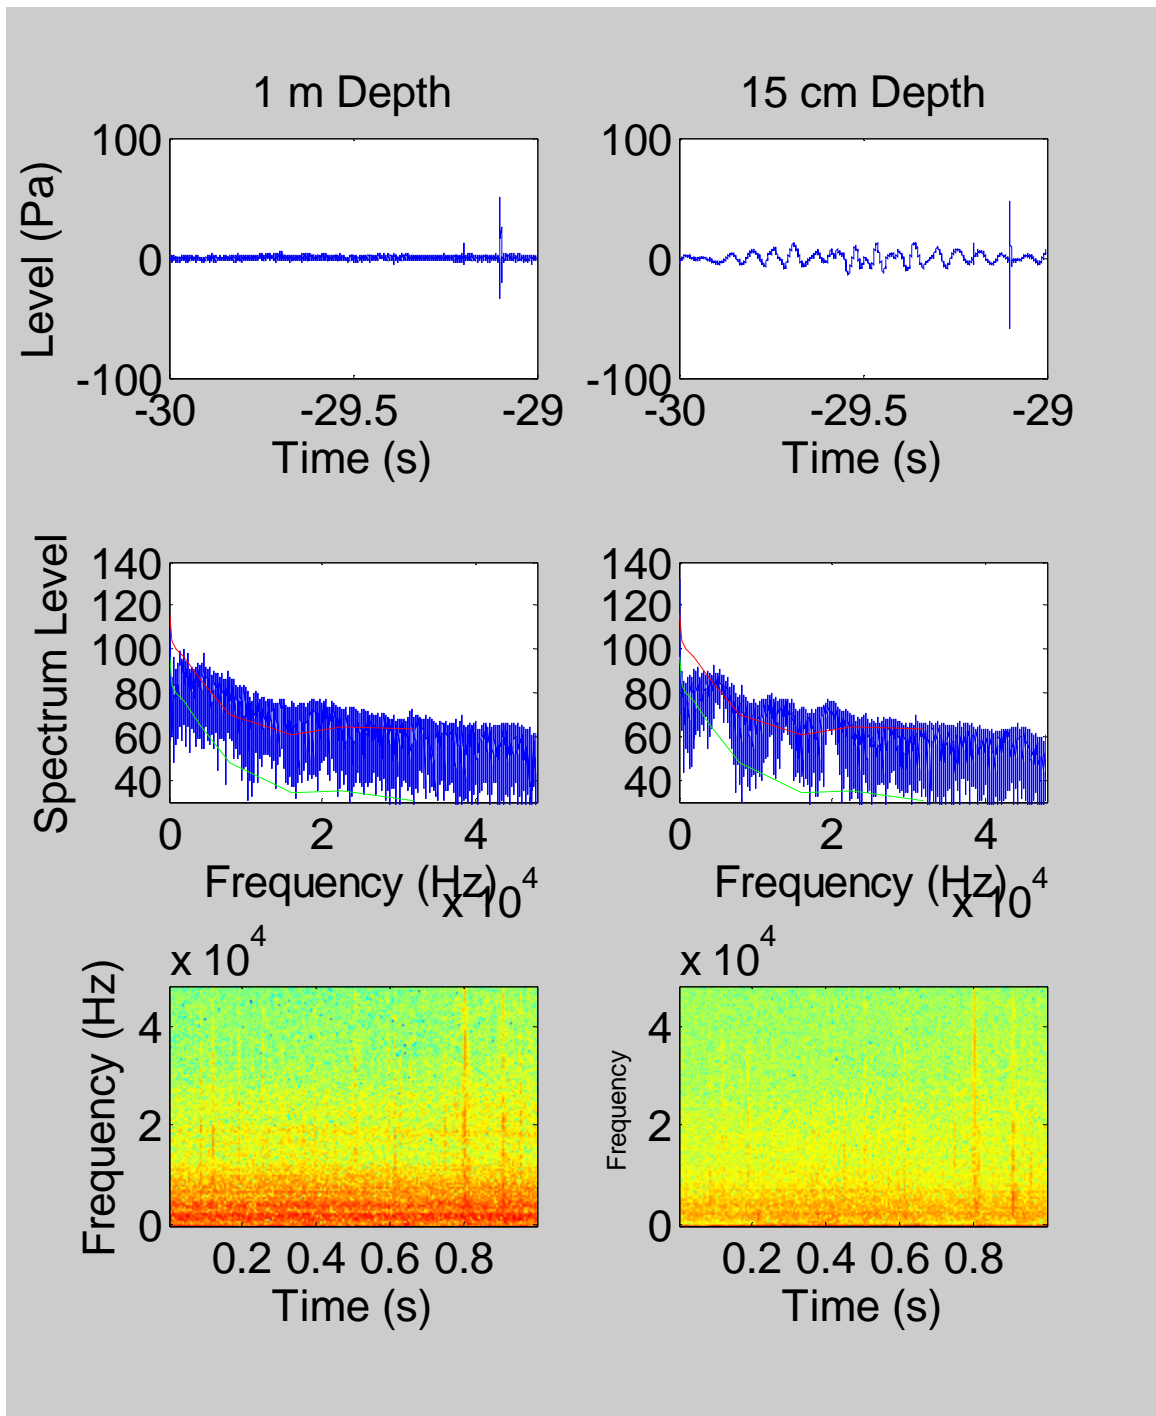 1 m Depth
15 cm Depth
Level (Pa)
100
0
-100
-30
-29.5
-29
Time (s)
100
0
-100
-30
-29.5
-29
Time (s)
Spectrum Level
140
120
100
80
60
40
0
2
4
Frequency (Hz)
x 10^4
140
120
100
80
60
40
0
2
4
Frequency (Hz)
x 10^4
x 10^4
Frequency (Hz)
4
2
0
0.2 0.4 0.6 0.8
Time (s)
x 10^4
Frequency
4
2
0
0.2 0.4 0.6 0.8
Time (s)